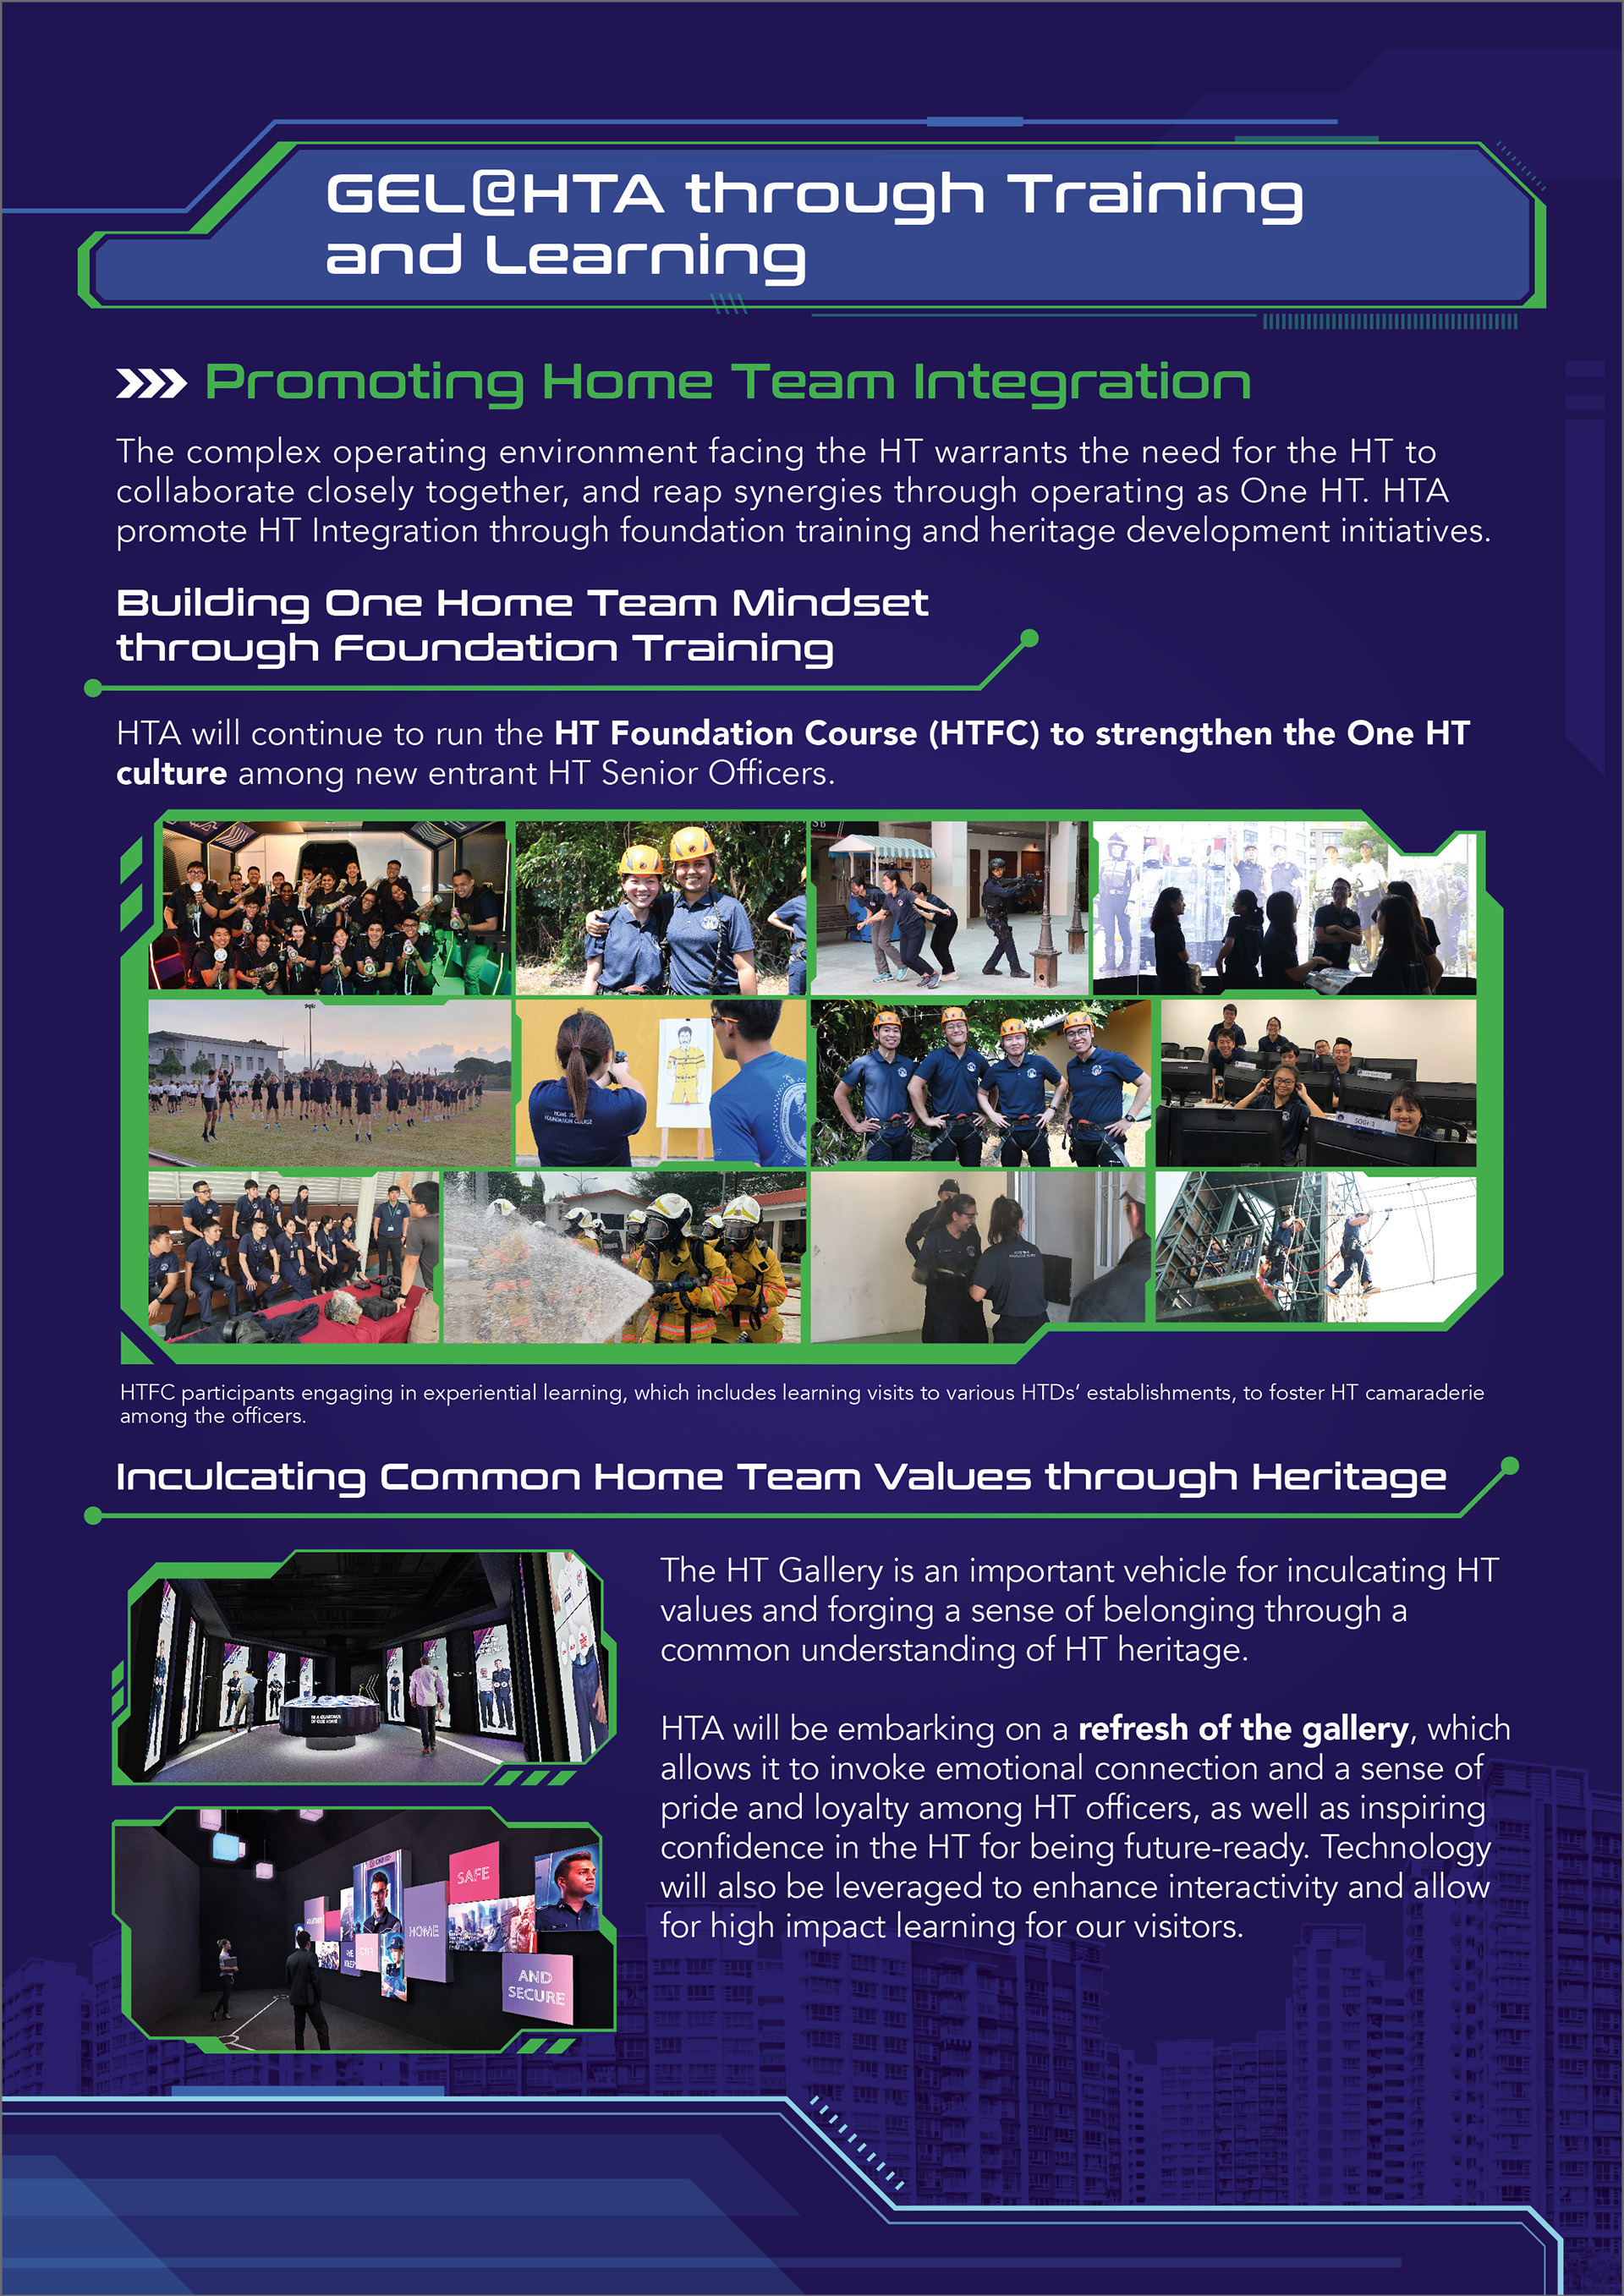 GEL@HTA through Training
and Learning
Promoting Home Team Integration
The complex operating environment facing the HT warrants the need for the HT to
collaborate closely together, and reap synergies through operating as One HT. HTA
promote HT Integration through foundation training and heritage development initiatives.
Building One Home Team Mindset
through Foundation Training
HTA will continue to run the HT Foundation Course (HTFC) to strengthen the One HT
culture among new entrant HT Senior Officers.
SB
FOUNDATION COURSE
SOGr 3
HTFC participants engaging in experiential learning, which includes learning visits to various HTDs’ establishments, to foster HT camaraderie
among the officers.
Inculcating Common Home Team Values through Heritage
The HT Gallery is an important vehicle for inculcating HT
values and forging a sense of belonging through a
common understanding of HT heritage.
HTA will be embarking on a refresh of the gallery, which
allows it to invoke emotional connection and a sense of
pride and loyalty among HT officers, as well as inspiring
confidence in the HT for being future-ready. Technology
will also be leveraged to enhance interactivity and allow
for high impact learning for our visitors.
SAFE
HOME
WE
KEEP
OUR
AND
SECURE